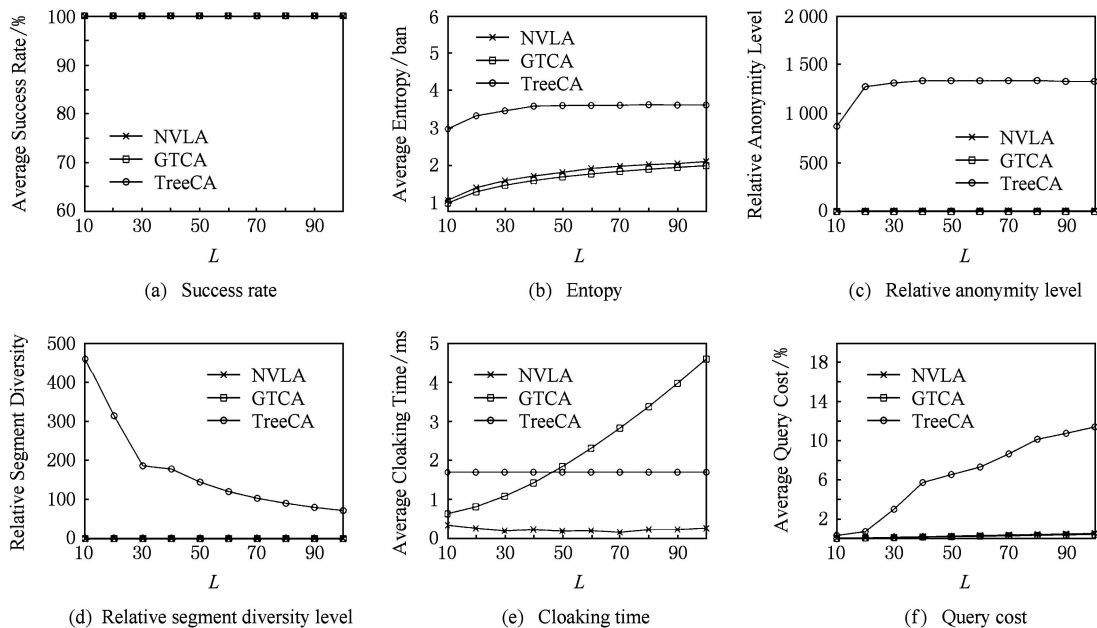 100
90
80
70
60
Average Success Rate/%
NVLA
GTCA
TreeCA
10 30 50 70 90
L
(a) Success rate
6
5
4
3
2
1
Average Entropy/ban
NVLA
GTCA
TreeCA
10 30 50 70 90
L
(b) Entopy
2 000
1 500
1 000
500
0
Relative Anonymity Level
NVLA
GTCA
TreeCA
10 30 50 70 90
L
(c) Relative anonymity level
500
400
300
200
100
0
Relative Segment Diversity
NVLA
GTCA
TreeCA
10 30 50 70 90
L
(d) Relative segment diversity level
5
4
3
2
1
0
Average Cloaking Time/ms
NVLA
GTCA
TreeCA
10 30 50 70 90
L
(e) Cloaking time
18
14
10
6
2
Average Query Cost/%
NVLA
GTCA
TreeCA
10 30 50 70 90
L
(f) Query cost